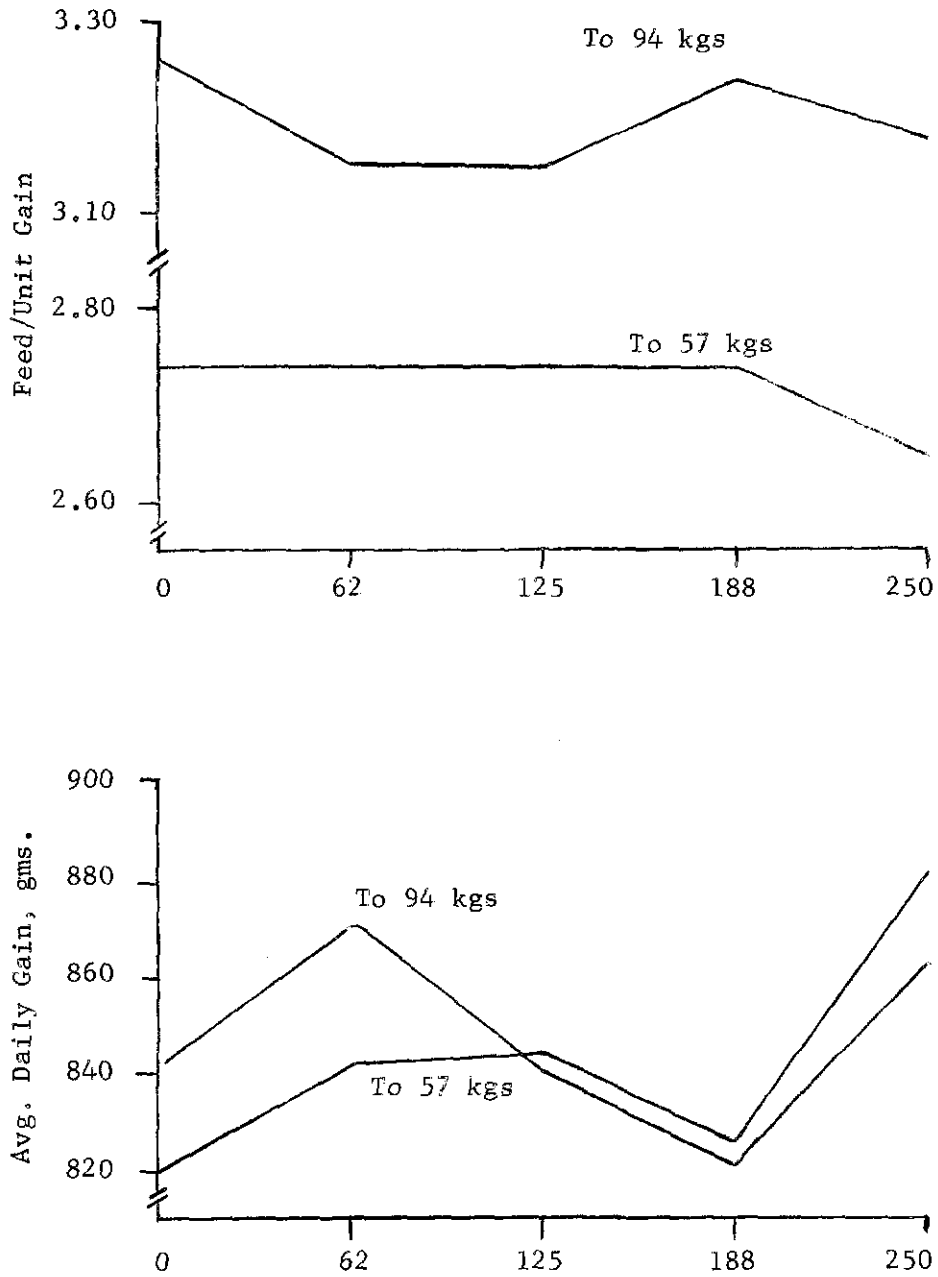 Feed/Unit Gain
3.30
3.10
2.80
2.60
To 94 kgs
To 57 kgs
0 62 125 188 250
Avg. Daily Gain, gms.
900
880
860
840
820
To 94 kgs
To 57 kgs
0 62 125 188 250